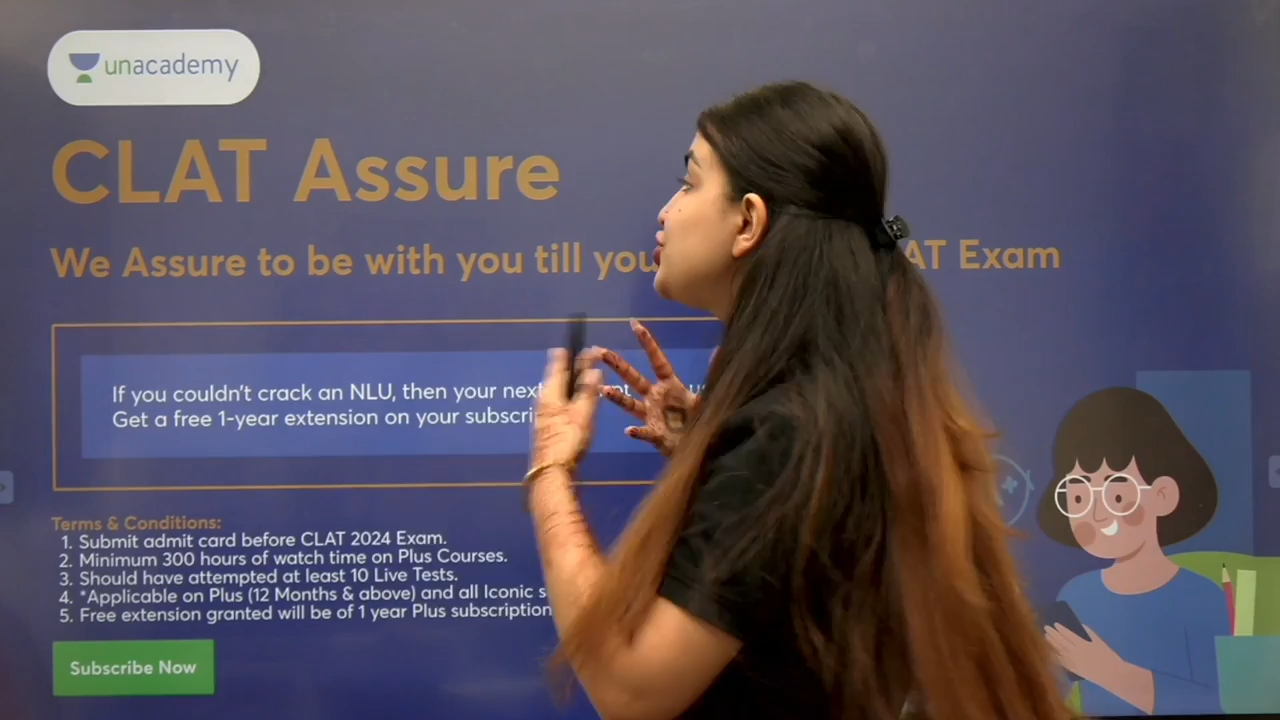 unacademy
CLAT Assure
We Assure to be with you till you AT Exam
If you couldn't crack an NLU, then your next
Get a free 1-year extension on your
Terms & Conditions:
1. Submit admit card before CLAT 2024 Exam.
2. Minimum 300 hours of watch time on Plus Courses.
3. Should have attempted at least 10 Live Tests.
4. *Applicable on Plus (12 Months & above) and all Iconic
5. Free extension granted will be of 1 year Plus subscription
Subscribe Now